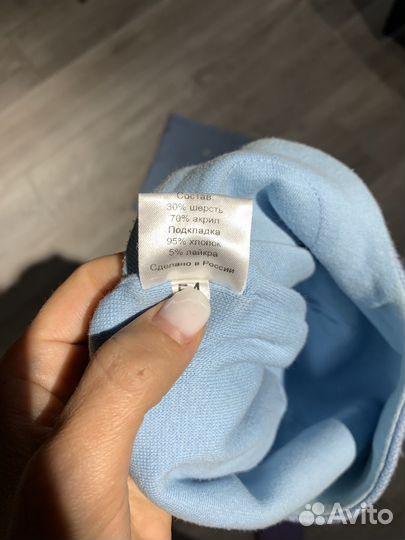 Состав
30% шерсть
70% акрил
Подкладка
95% хлопок
5% лайкра
Сделано в России
Avito